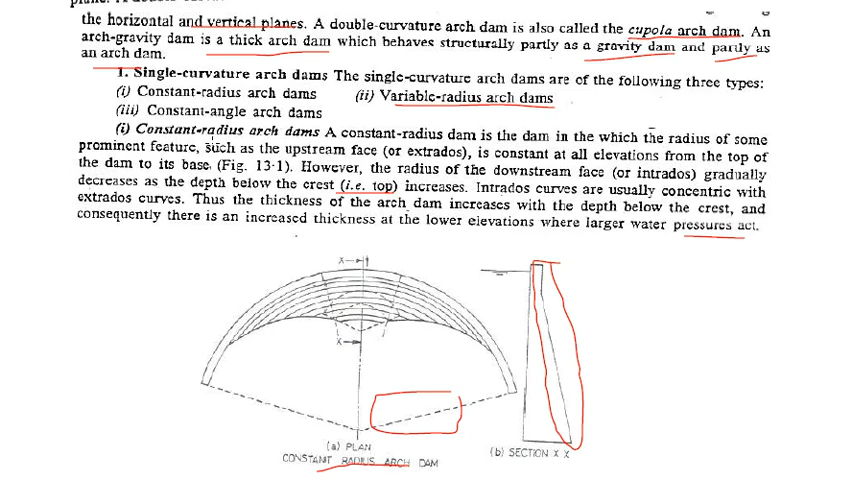 the horizontal and vertical planes. A double-curvature arch dam is also called the cupola arch dam. An
arch-gravity dam is a thick arch dam which behaves structurally partly as a gravity dam and partly as
an arch dam.
1. Single-curvature arch dams The single-curvature arch dams are of the following three types:
(i) Constant-radius arch dams (ii) Variable-radius arch dams
(iii) Constant-angle arch dams
(i) Constant-radius arch dams A constant-radius dam is the dam in the which the radius of some
prominent feature, such as the upstream face (or extrados), is constant at all elevations from the top of
the dam to its base. (Fig. 13·1). However, the radius of the downstream face (or intrados) gradually
decreases as the depth below the crest (i.e. top) increases. Intrados curves are usually concentric with
extrados curves. Thus the thickness of the arch dam increases with the depth below the crest, and
consequently there is an increased thickness at the lower elevations where larger water pressures act.
X
X
(a) PLAN
CONSTANT RADIUS ARCH DAM
(b) SECTION X X